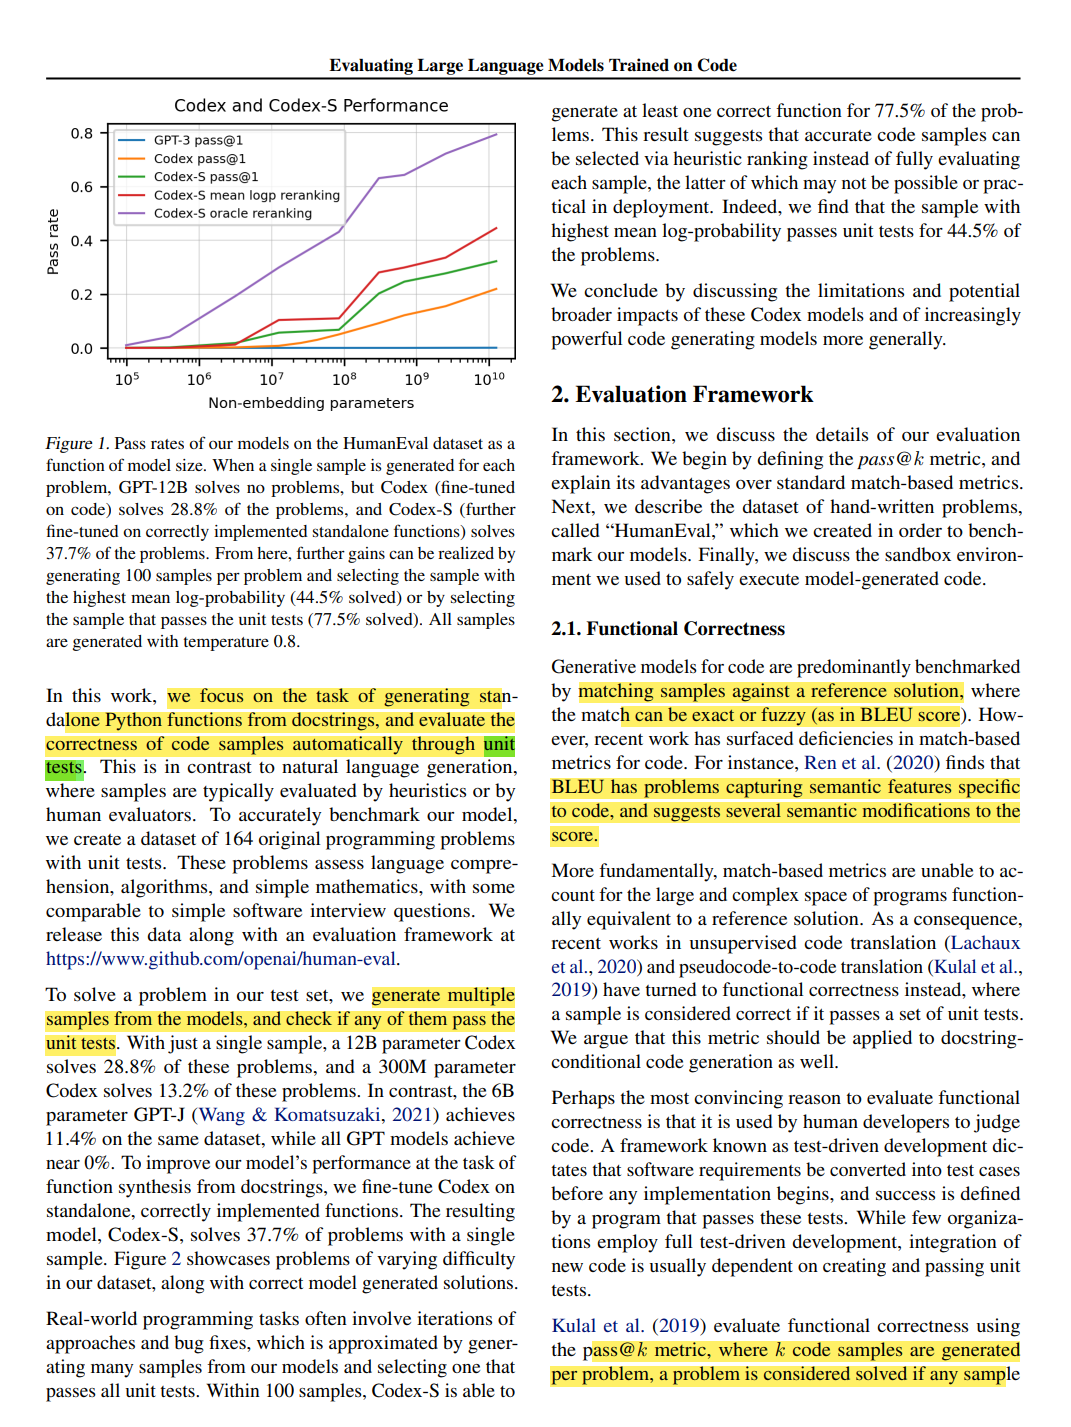 Evaluating Large Language Models Trained on Code
Codex and Codex-S Performance
0.8
0.6
0.4
0.2
0.0
Pass rate
GPT-3 pass@1
Codex pass@1
Codex-S pass@1
Codex-S mean logp reranking
Codex-S oracle reranking
10^5
10^6
10^7
10^8
10^9
10^10
Non-embedding parameters
Figure 1. Pass rates of our models on the HumanEval dataset as a
function of model size. When a single sample is generated for each
problem, GPT-12B solves no problems, but Codex (fine-tuned
on code) solves 28.8% of the problems, and Codex-S (further
fine-tuned on correctly implemented standalone functions) solves
37.7% of the problems. From here, further gains can be realized by
generating 100 samples per problem and selecting the sample with
the highest mean log-probability (44.5% solved) or by selecting
the sample that passes the unit tests (77.5% solved). All samples
are generated with temperature 0.8.
In this work, we focus on the task of generating stan-
dalone Python functions from docstrings, and evaluate the
correctness of code samples automatically through unit
tests. This is in contrast to natural language generation,
where samples are typically evaluated by heuristics or by
human evaluators. To accurately benchmark our model,
we create a dataset of 164 original programming problems
with unit tests. These problems assess language compre-
hension, algorithms, and simple mathematics, with some
comparable to simple software interview questions. We
release this data along with an evaluation framework at
https://www.github.com/openai/human-eval.
To solve a problem in our test set, we generate multiple
samples from the models, and check if any of them pass the
unit tests. With just a single sample, a 12B parameter Codex
solves 28.8% of these problems, and a 300M parameter
Codex solves 13.2% of these problems. In contrast, the 6B
parameter GPT-J (Wang & Komatsuzaki, 2021) achieves
11.4% on the same dataset, while all GPT models achieve
near 0%. To improve our model's performance at the task of
function synthesis from docstrings, we fine-tune Codex on
standalone, correctly implemented functions. The resulting
model, Codex-S, solves 37.7% of problems with a single
sample. Figure 2 showcases problems of varying difficulty
in our dataset, along with correct model generated solutions.
Real-world programming tasks often involve iterations of
approaches and bug fixes, which is approximated by gener-
ating many samples from our models and selecting one that
passes all unit tests. Within 100 samples, Codex-S is able to
generate at least one correct function for 77.5% of the prob-
lems. This result suggests that accurate code samples can
be selected via heuristic ranking instead of fully evaluating
each sample, the latter of which may not be possible or prac-
tical in deployment. Indeed, we find that the sample with
highest mean log-probability passes unit tests for 44.5% of
the problems.
We conclude by discussing the limitations and potential
broader impacts of these Codex models and of increasingly
powerful code generating models more generally.
2. Evaluation Framework
In this section, we discuss the details of our evaluation
framework. We begin by defining the pass@k metric, and
explain its advantages over standard match-based metrics.
Next, we describe the dataset of hand-written problems,
called “HumanEval,” which we created in order to bench-
mark our models. Finally, we discuss the sandbox environ-
ment we used to safely execute model-generated code.
2.1. Functional Correctness
Generative models for code are predominantly benchmarked
by matching samples against a reference solution, where
the match can be exact or fuzzy (as in BLEU score). How-
ever, recent work has surfaced deficiencies in match-based
metrics for code. For instance, Ren et al. (2020) finds that
BLEU has problems capturing semantic features specific
to code, and suggests several semantic modifications to the
score.
More fundamentally, match-based metrics are unable to ac-
count for the large and complex space of programs function-
ally equivalent to a reference solution. As a consequence,
recent works in unsupervised code translation (Lachaux
et al., 2020) and pseudocode-to-code translation (Kulal et al.,
2019) have turned to functional correctness instead, where
a sample is considered correct if it passes a set of unit tests.
We argue that this metric should be applied to docstring-
conditional code generation as well.
Perhaps the most convincing reason to evaluate functional
correctness is that it is used by human developers to judge
code. A framework known as test-driven development dic-
tates that software requirements be converted into test cases
before any implementation begins, and success is defined
by a program that passes these tests. While few organiza-
tions employ full test-driven development, integration of
new code is usually dependent on creating and passing unit
tests.
Kulal et al. (2019) evaluate functional correctness using
the pass@k metric, where k code samples are generated
per problem, a problem is considered solved if any sample